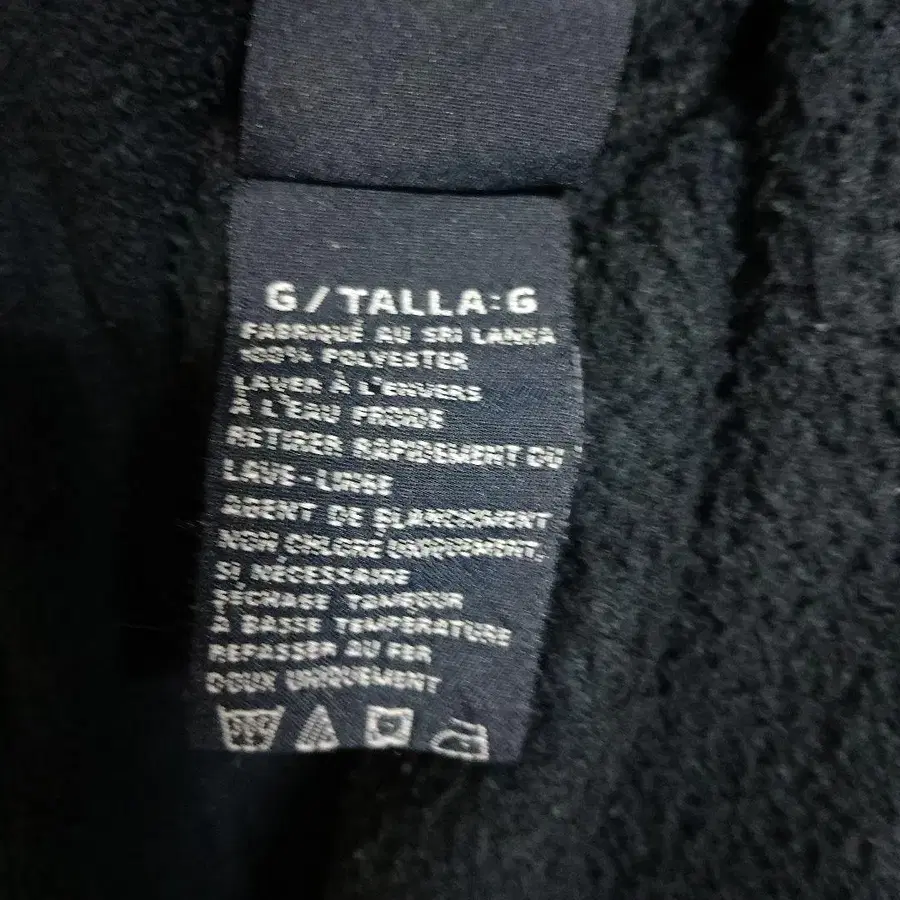 G/TALLA:G
FABRIQUÉ AU SRI LANKA
100% POLYESTER
LAVER À L'ENVERS
À L'EAU FROIDE
RETIRER RAPIDEMENT DU
LAVE-LINGE
AGENT DE BLANCHIMENT
NON CHLORÉ UNIQUEMENT,
SI NÉCESSAIRE
SÉCHAGE TAMBOUR
À BASSE TEMPÉRATURE
REPASSER AU FER
DOUX UNIQUEMENT